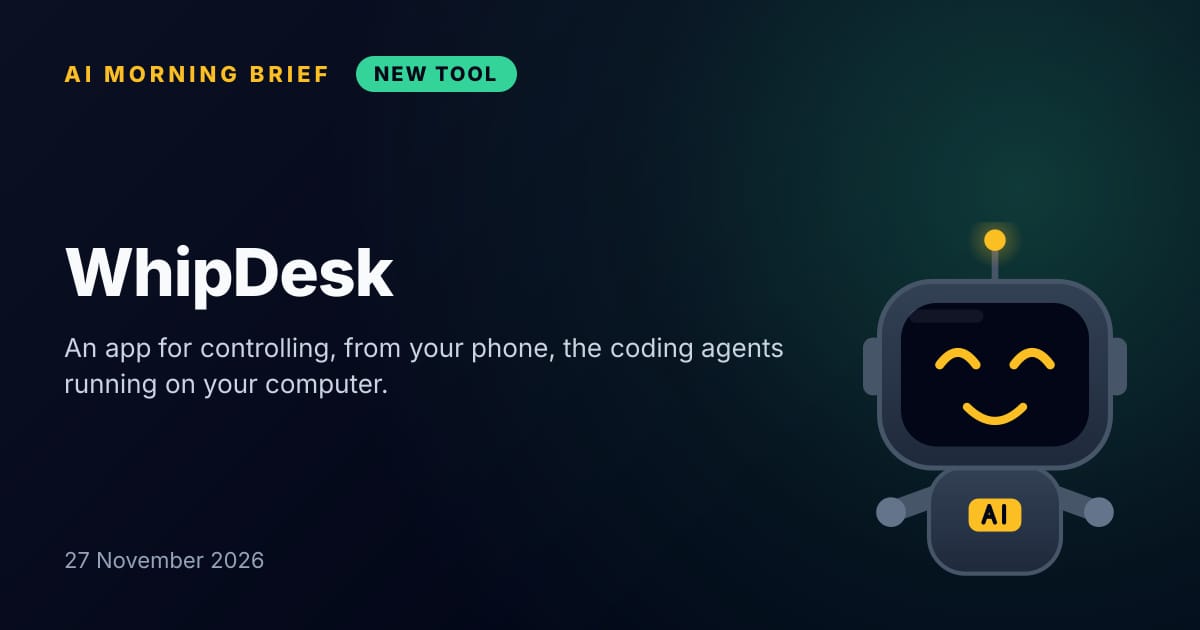 AI MORNING BRIEF
NEW TOOL
WhipDesk
An app for controlling, from your phone, the coding agents
running on your computer.
AI
27 November 2026